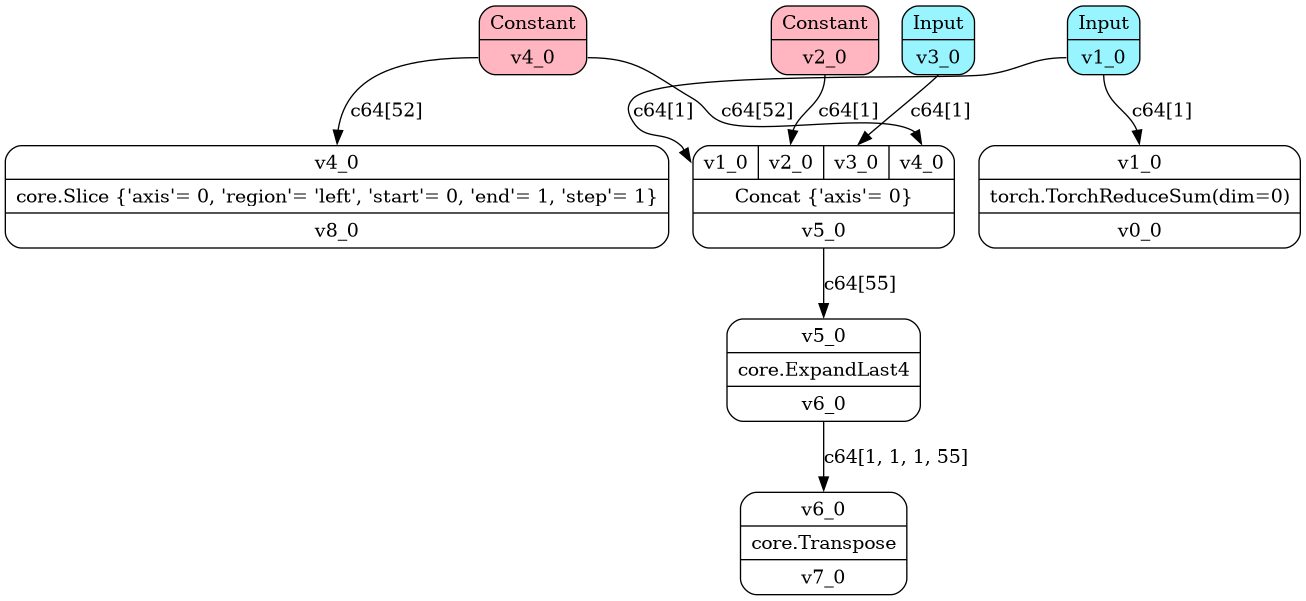 Constant
v4_0
Constant
v2_0
Input
v3_0
Input
v1_0
c64[52]
c64[1]
c64[52]
c64[1]
c64[1]
c64[1]
v4_0
core.Slice {'axis'= 0, 'region'= 'left', 'start'= 0, 'end'= 1, 'step'= 1}
v8_0
v1_0 v2_0 v3_0 v4_0
Concat {'axis'= 0}
v5_0
v1_0
torch.TorchReduceSum(dim=0)
v0_0
c64[55]
v5_0
core.ExpandLast4
v6_0
c64[1, 1, 1, 55]
v6_0
core.Transpose
v7_0